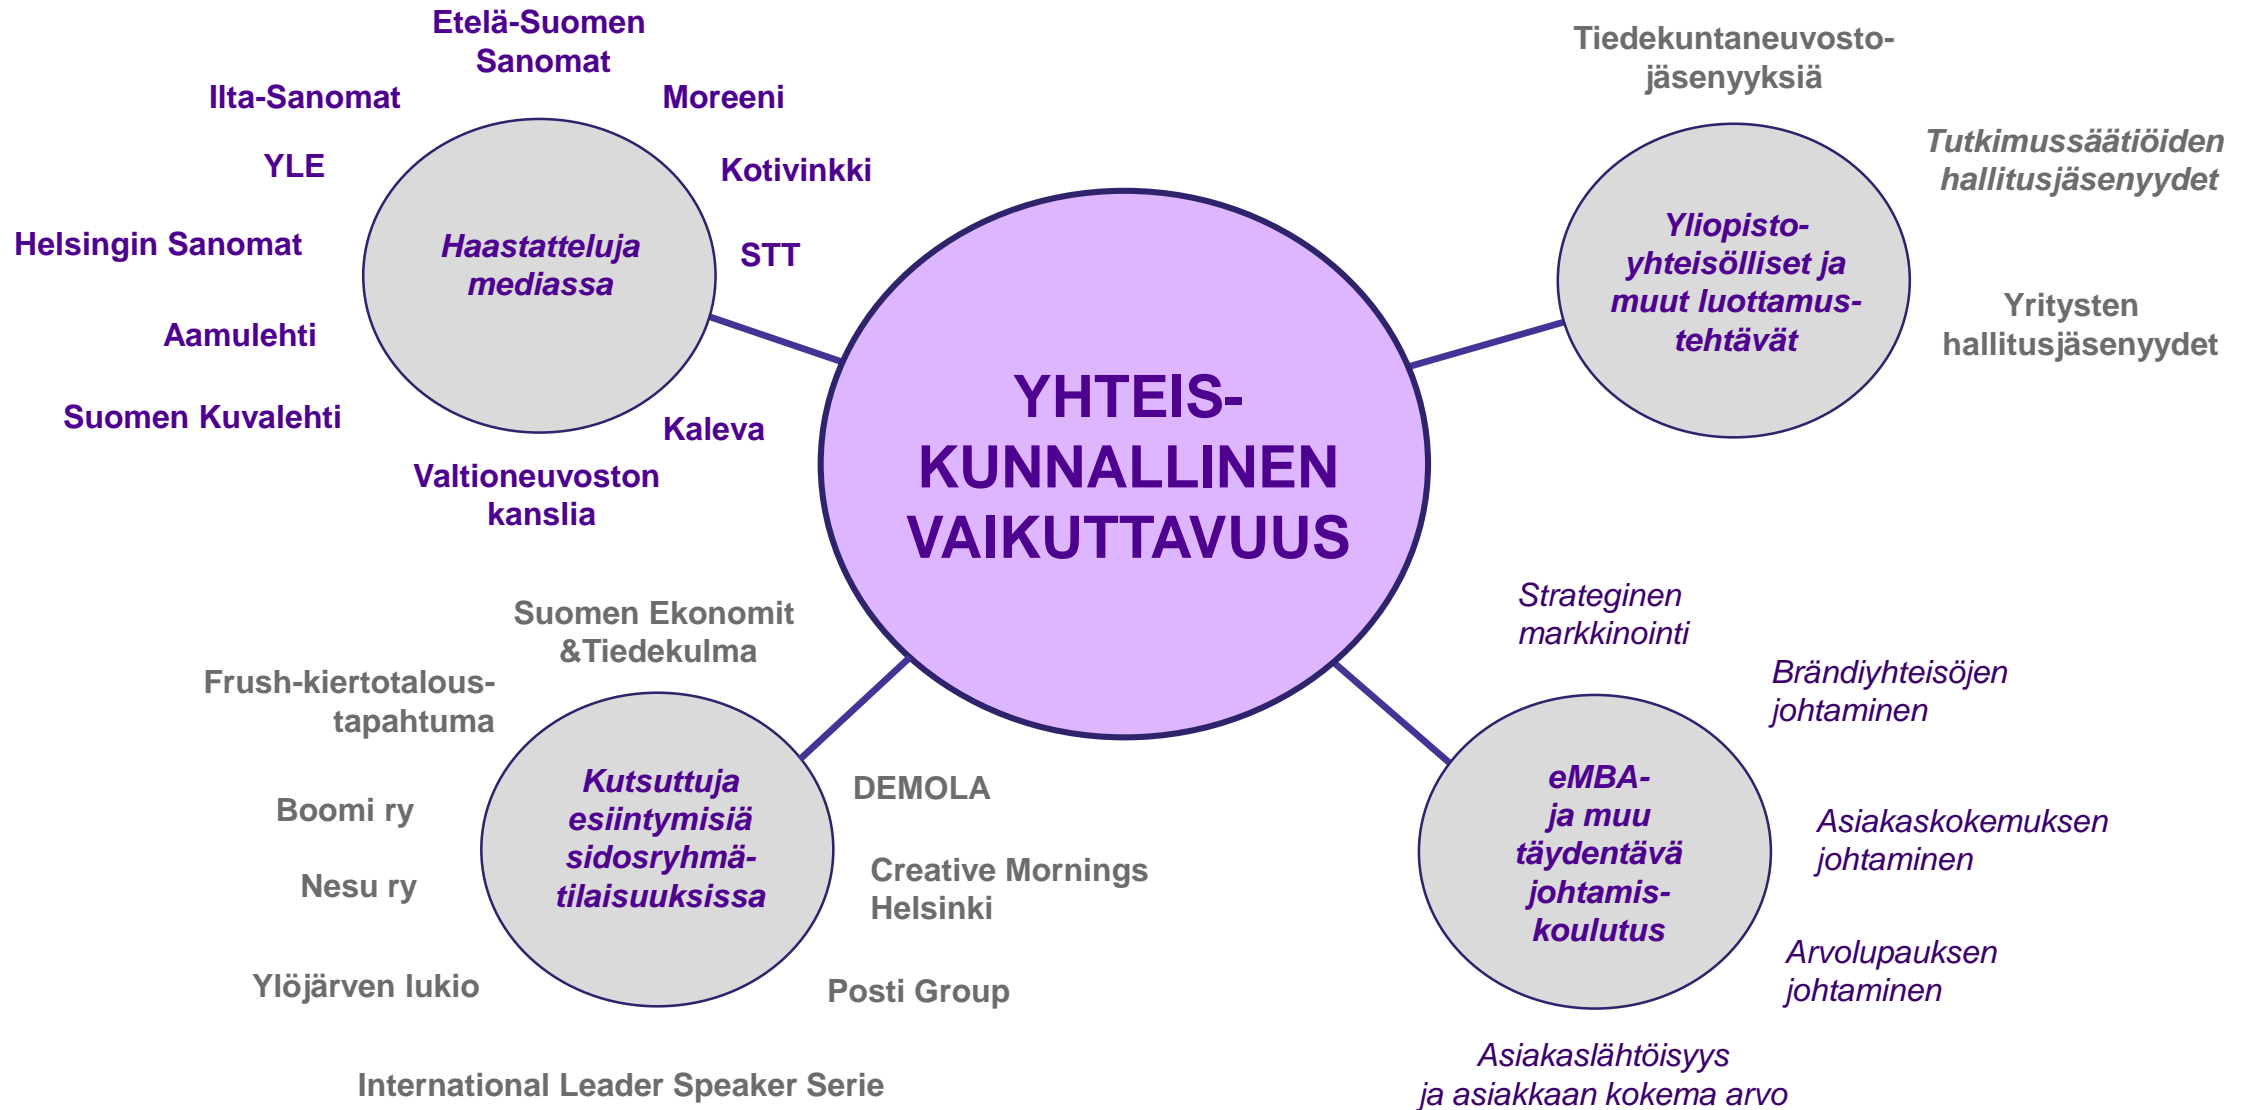 Etelä-Suomen
Sanomat
Ilta-Sanomat
Moreeni
YLE
Kotivinkki
Helsingin Sanomat
Haastatteluja
mediassa
STT
Aamulehti
Suomen Kuvalehti
Kaleva
Valtioneuvoston
kanslia
Tiedekuntaneuvosto-
jäsenyyksiä
Tutkimussäätiöiden
hallitusjäsenyydet
Yliopisto-
yhteisölliset ja
muut luottamus-
tehtävät
Yritysten
hallitusjäsenyydet
YHTEIS-
KUNNALLINEN
VAIKUTTAVUUS
Suomen Ekonomit
&Tiedekulma
Frush-kiertotalous-
tapahtuma
Boomi ry
Kutsuttuja
esiintymisiä
sidosryhmä-
tilaisuuksissa
DEMOLA
Nesu ry
Creative Mornings
Helsinki
Ylöjärven lukio
Posti Group
International Leader Speaker Serie
Strateginen
markkinointi
Brändiyhteisöjen
johtaminen
eMBA-
ja muu
täydentävä
johtamis-
koulutus
Asiakaskokemuksen
johtaminen
Arvolupauksen
johtaminen
Asiakaslähtöisyys
ja asiakkaan kokema arvo